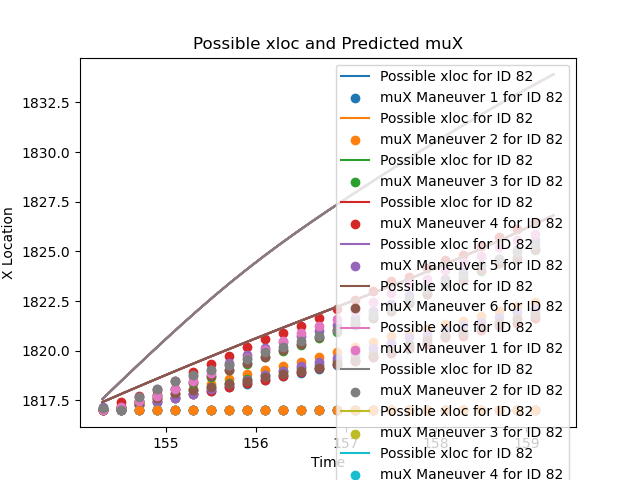 Possible xloc and Predicted muX
X Location
1832.5
1830.0
1827.5
1825.0
1822.5
1820.0
1817.5
155
156
157
158
159
Time
Possible xloc for ID 82
muX Maneuver 1 for ID 82
Possible xloc for ID 82
muX Maneuver 2 for ID 82
Possible xloc for ID 82
muX Maneuver 3 for ID 82
Possible xloc for ID 82
muX Maneuver 4 for ID 82
Possible xloc for ID 82
muX Maneuver 5 for ID 82
Possible xloc for ID 82
muX Maneuver 6 for ID 82
Possible xloc for ID 82
muX Maneuver 1 for ID 82
Possible xloc for ID 82
muX Maneuver 2 for ID 82
Possible xloc for ID 82
muX Maneuver 3 for ID 82
Possible xloc for ID 82
muX Maneuver 4 for ID 82